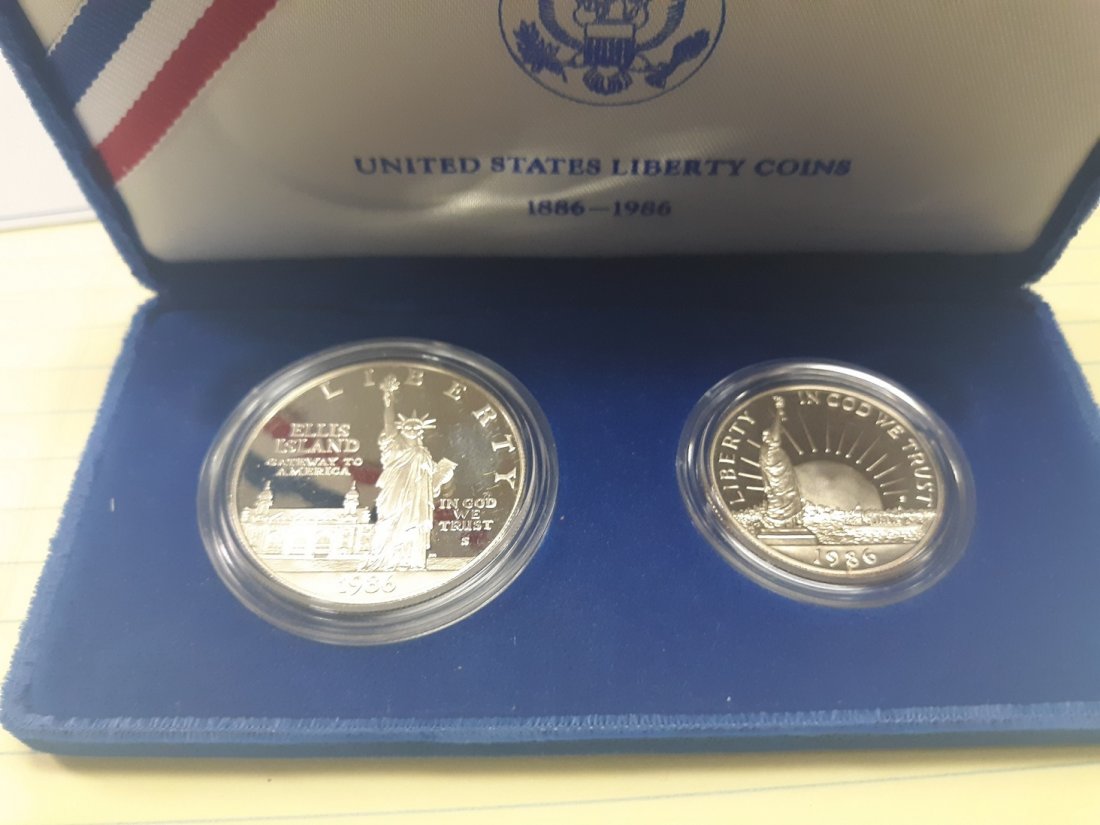 UNITED STATES LIBERTY COINS
1886–1986
LIBERTY
ELLIS
ISLAND
GATEWAY TO
AMERICA
IN GOD
WE
TRUST
S
1986
LIBERTY
IN GOD WE TRUST
1986